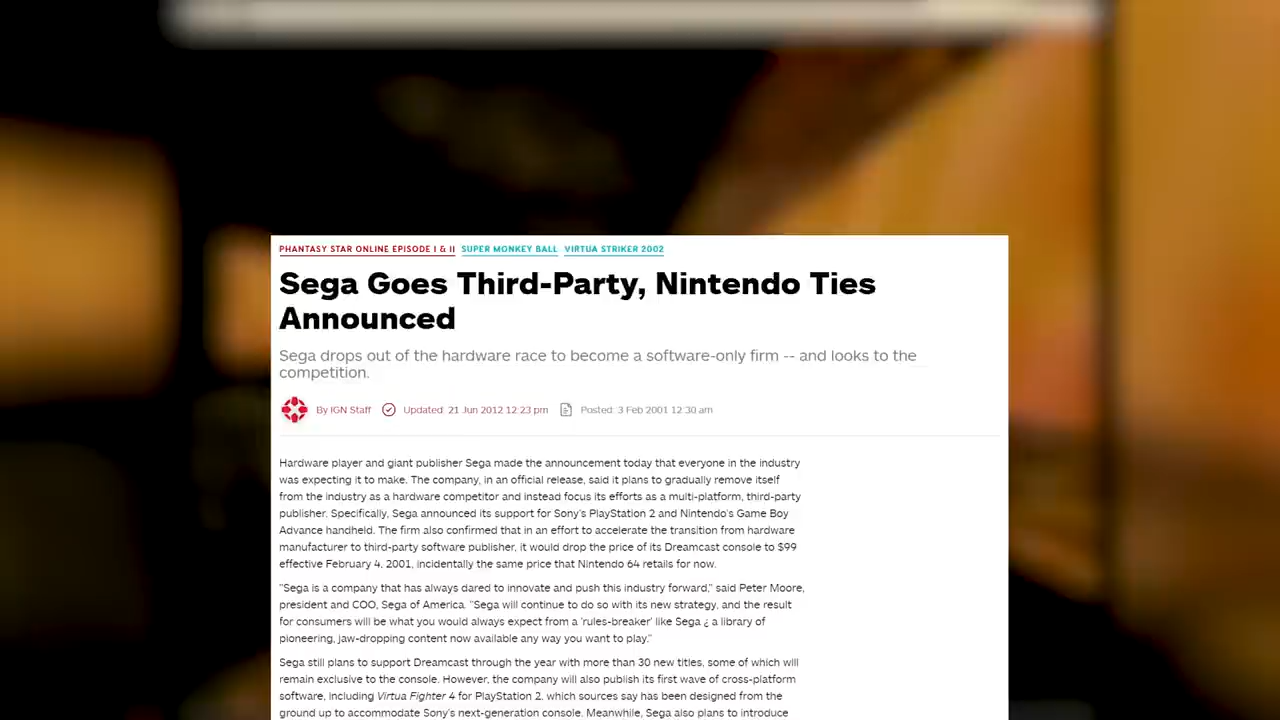 PHANTASY STAR ONLINE EPISODE I & II SUPER MONKEY BALL VIRTUA STRIKER 2002
Sega Goes Third-Party, Nintendo Ties
Announced
Sega drops out of the hardware race to become a software-only firm -- and looks to the
competition.
By IGN Staff Updated: 21 Jun 2012 12:23 pm Posted: 3 Feb 2001 12:30 am
Hardware player and giant publisher Sega made the announcement today that everyone in the industry
was expecting it to make. The company, in an official release, said it plans to gradually remove itself
from the industry as a hardware competitor and instead focus its efforts as a multi-platform, third-party
publisher. Specifically, Sega announced its support for Sony's PlayStation 2 and Nintendo's Game Boy
Advance handheld. The firm also confirmed that in an effort to accelerate the transition from hardware
manufacturer to third-party software publisher, it would drop the price of its Dreamcast console to $99
effective February 4, 2001, incidentally the same price that Nintendo 64 retails for now.
"Sega is a company that has always dared to innovate and push this industry forward," said Peter Moore,
president and COO, Sega of America. "Sega will continue to do so with its new strategy, and the result
for consumers will be what you would always expect from a 'rules-breaker' like Sega ¿ a library of
pioneering, jaw-dropping content now available any way you want to play."
Sega still plans to support Dreamcast through the year with more than 30 new titles, some of which will
remain exclusive to the console. However, the company will also publish its first wave of cross-platform
software, including Virtua Fighter 4 for PlayStation 2, which sources say has been designed from the
ground up to accommodate Sony's next-generation console. Meanwhile, Sega also plans to introduce